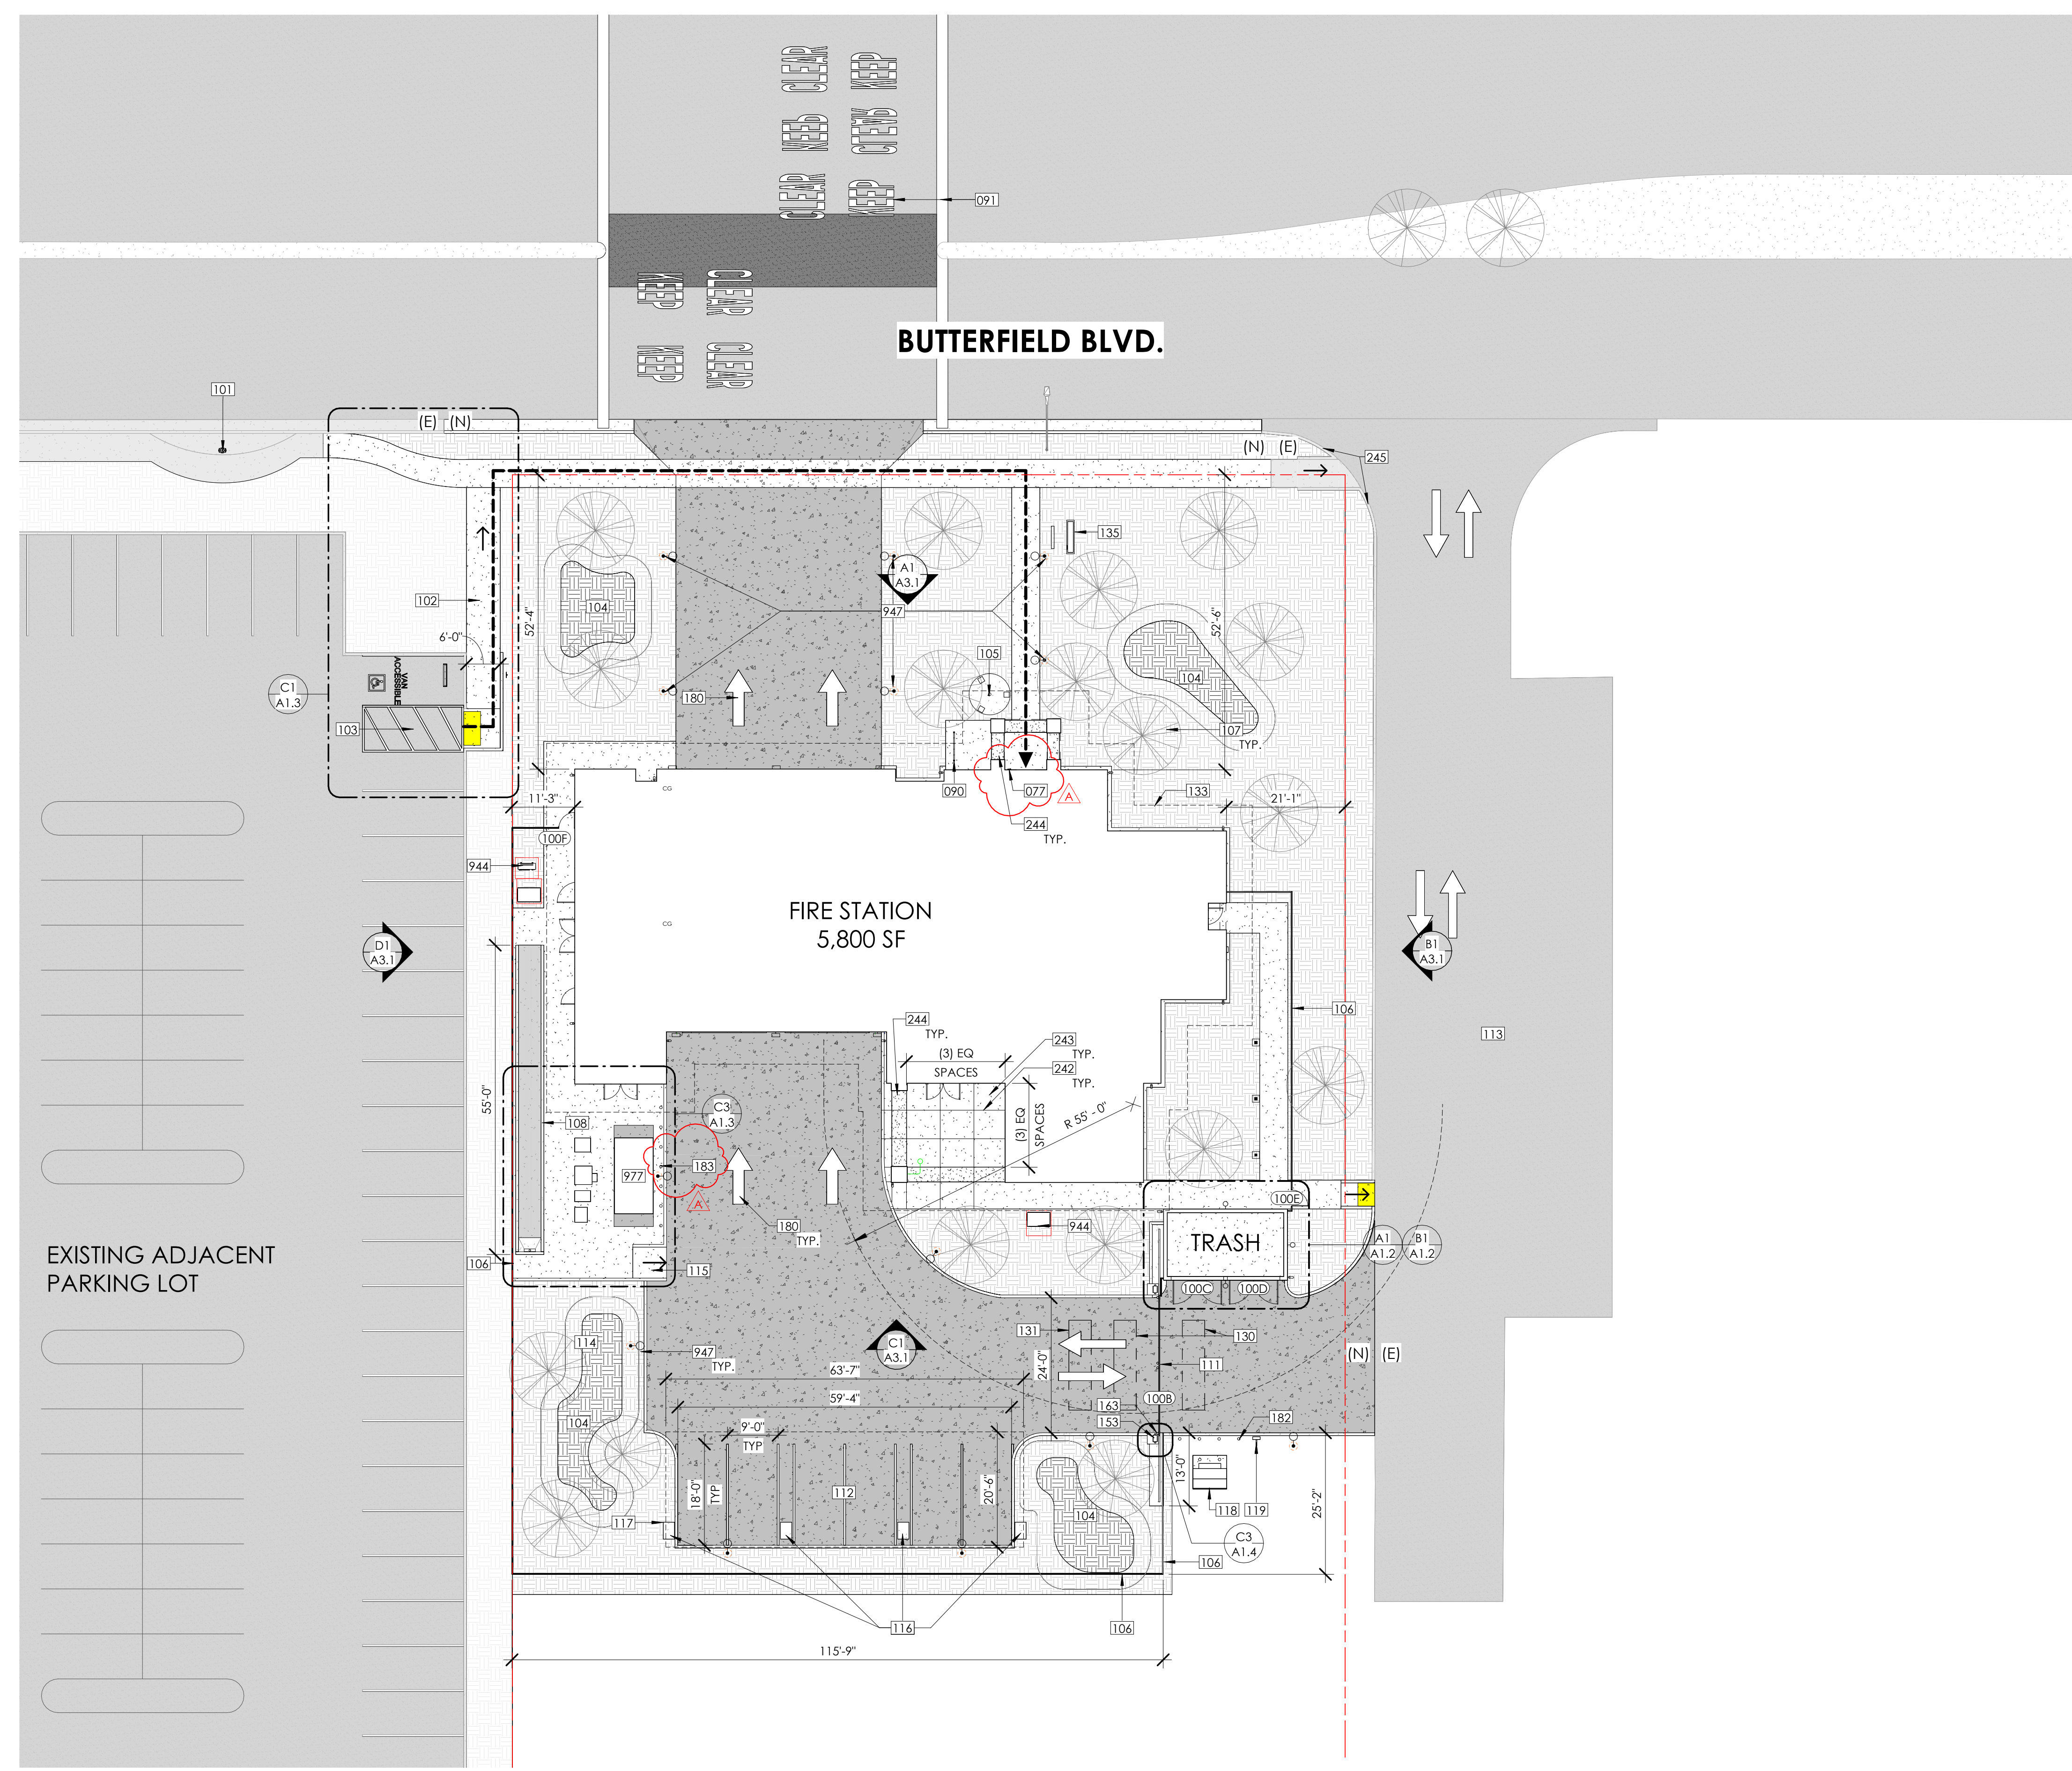 CLEAR KEEP
KEEP CLEAR
CLEAR KEEP
091
KEEP CLEAR
KEEP CLEAR
BUTTERFIELD BLVD.
101
(E) (N)
(N) (E)
245
135
A1
A3.1
102
104
52'-4"
947
52'-6"
6'-0"
105
VAN
ACCESSIBLE
104
C1
A1.3
180
103
107
TYP.
11'-3"
CG
090
077
A
133
21'-1"
244
TYP.
100F
944
FIRE STATION
5,800 SF
CG
D1
A3.1
B1
A3.1
106
244
TYP.
113
243
TYP.
(3) EQ
SPACES
242
TYP.
55'-0"
108
C3
A1.3
(3) EQ
SPACES
R 55' - 0"
183
977
A
100E
180
TYP.
944
TRASH
A1
A1.2
B1
A1.2
EXISTING ADJACENT
PARKING LOT
106
115
100C
100D
131
130
114
947
TYP.
C1
A3.1
24'-0"
111
(N) (E)
63'-7"
59'-4"
100B
163
153
182
104
9'-0"
TYP
18'-0"
TYP
112
20'-6"
13'-0"
25'-2"
104
118
119
117
C3
A1.4
106
116
106
115'-9"